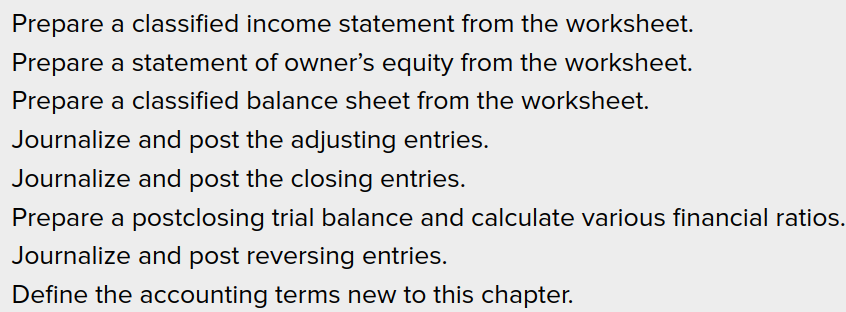 Prepare a classified income statement from the worksheet.
Prepare a statement of owner’s equity from the worksheet.
Prepare a classified balance sheet from the worksheet.
Journalize and post the adjusting entries.
Journalize and post the closing entries.
Prepare a postclosing trial balance and calculate various financial ratios.
Journalize and post reversing entries.
Define the accounting terms new to this chapter.